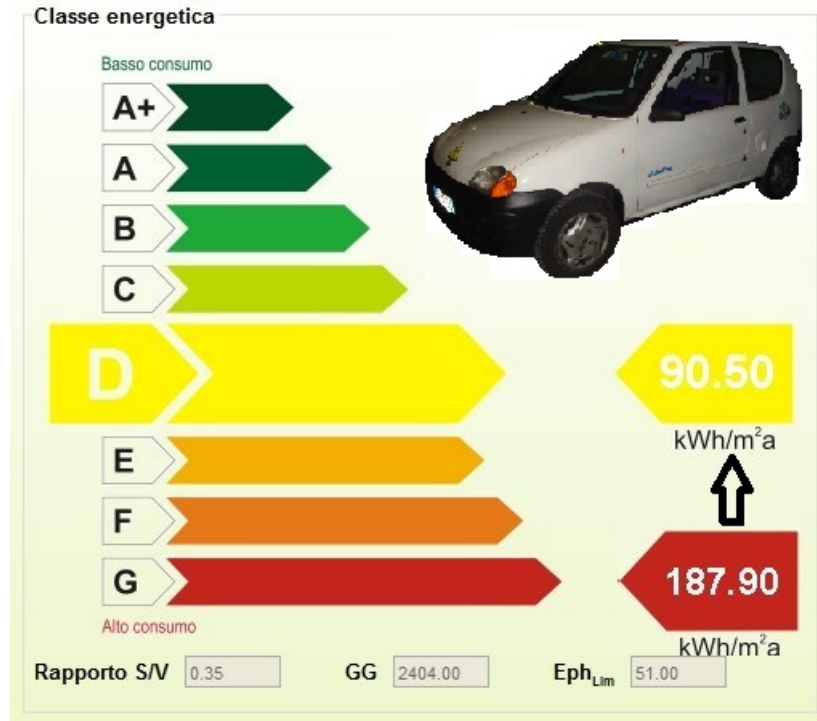 Classe energetica
Basso consumo
A+
A
B
C
D
90.50
kWh/m²a
E
F
G
187.90
kWh/m²a
Alto consumo
Rapporto S/V 0.35 GG 2404.00 Eph_Lim 51.00